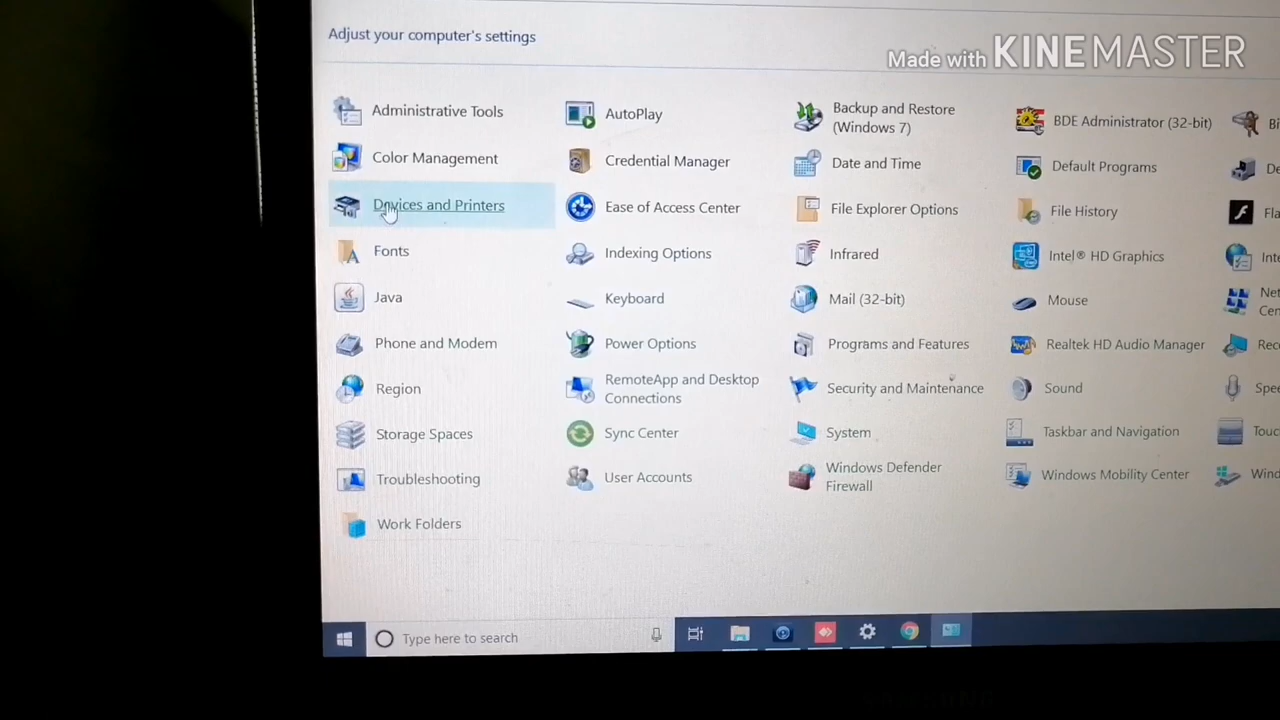 Adjust your computer's settings
Made with KINEMASTER
Administrative Tools
AutoPlay
Backup and Restore
(Windows 7)
BDE Administrator (32-bit)
Color Management
Credential Manager
Date and Time
Default Programs
Devices and Printers
Ease of Access Center
File Explorer Options
File History
Fonts
Indexing Options
Infrared
Intel® HD Graphics
Java
Keyboard
Mail (32-bit)
Mouse
Phone and Modem
Power Options
Programs and Features
Realtek HD Audio Manager
Region
RemoteApp and Desktop
Connections
Security and Maintenance
Sound
Storage Spaces
Sync Center
System
Taskbar and Navigation
Troubleshooting
User Accounts
Windows Defender
Firewall
Windows Mobility Center
Work Folders
Type here to search